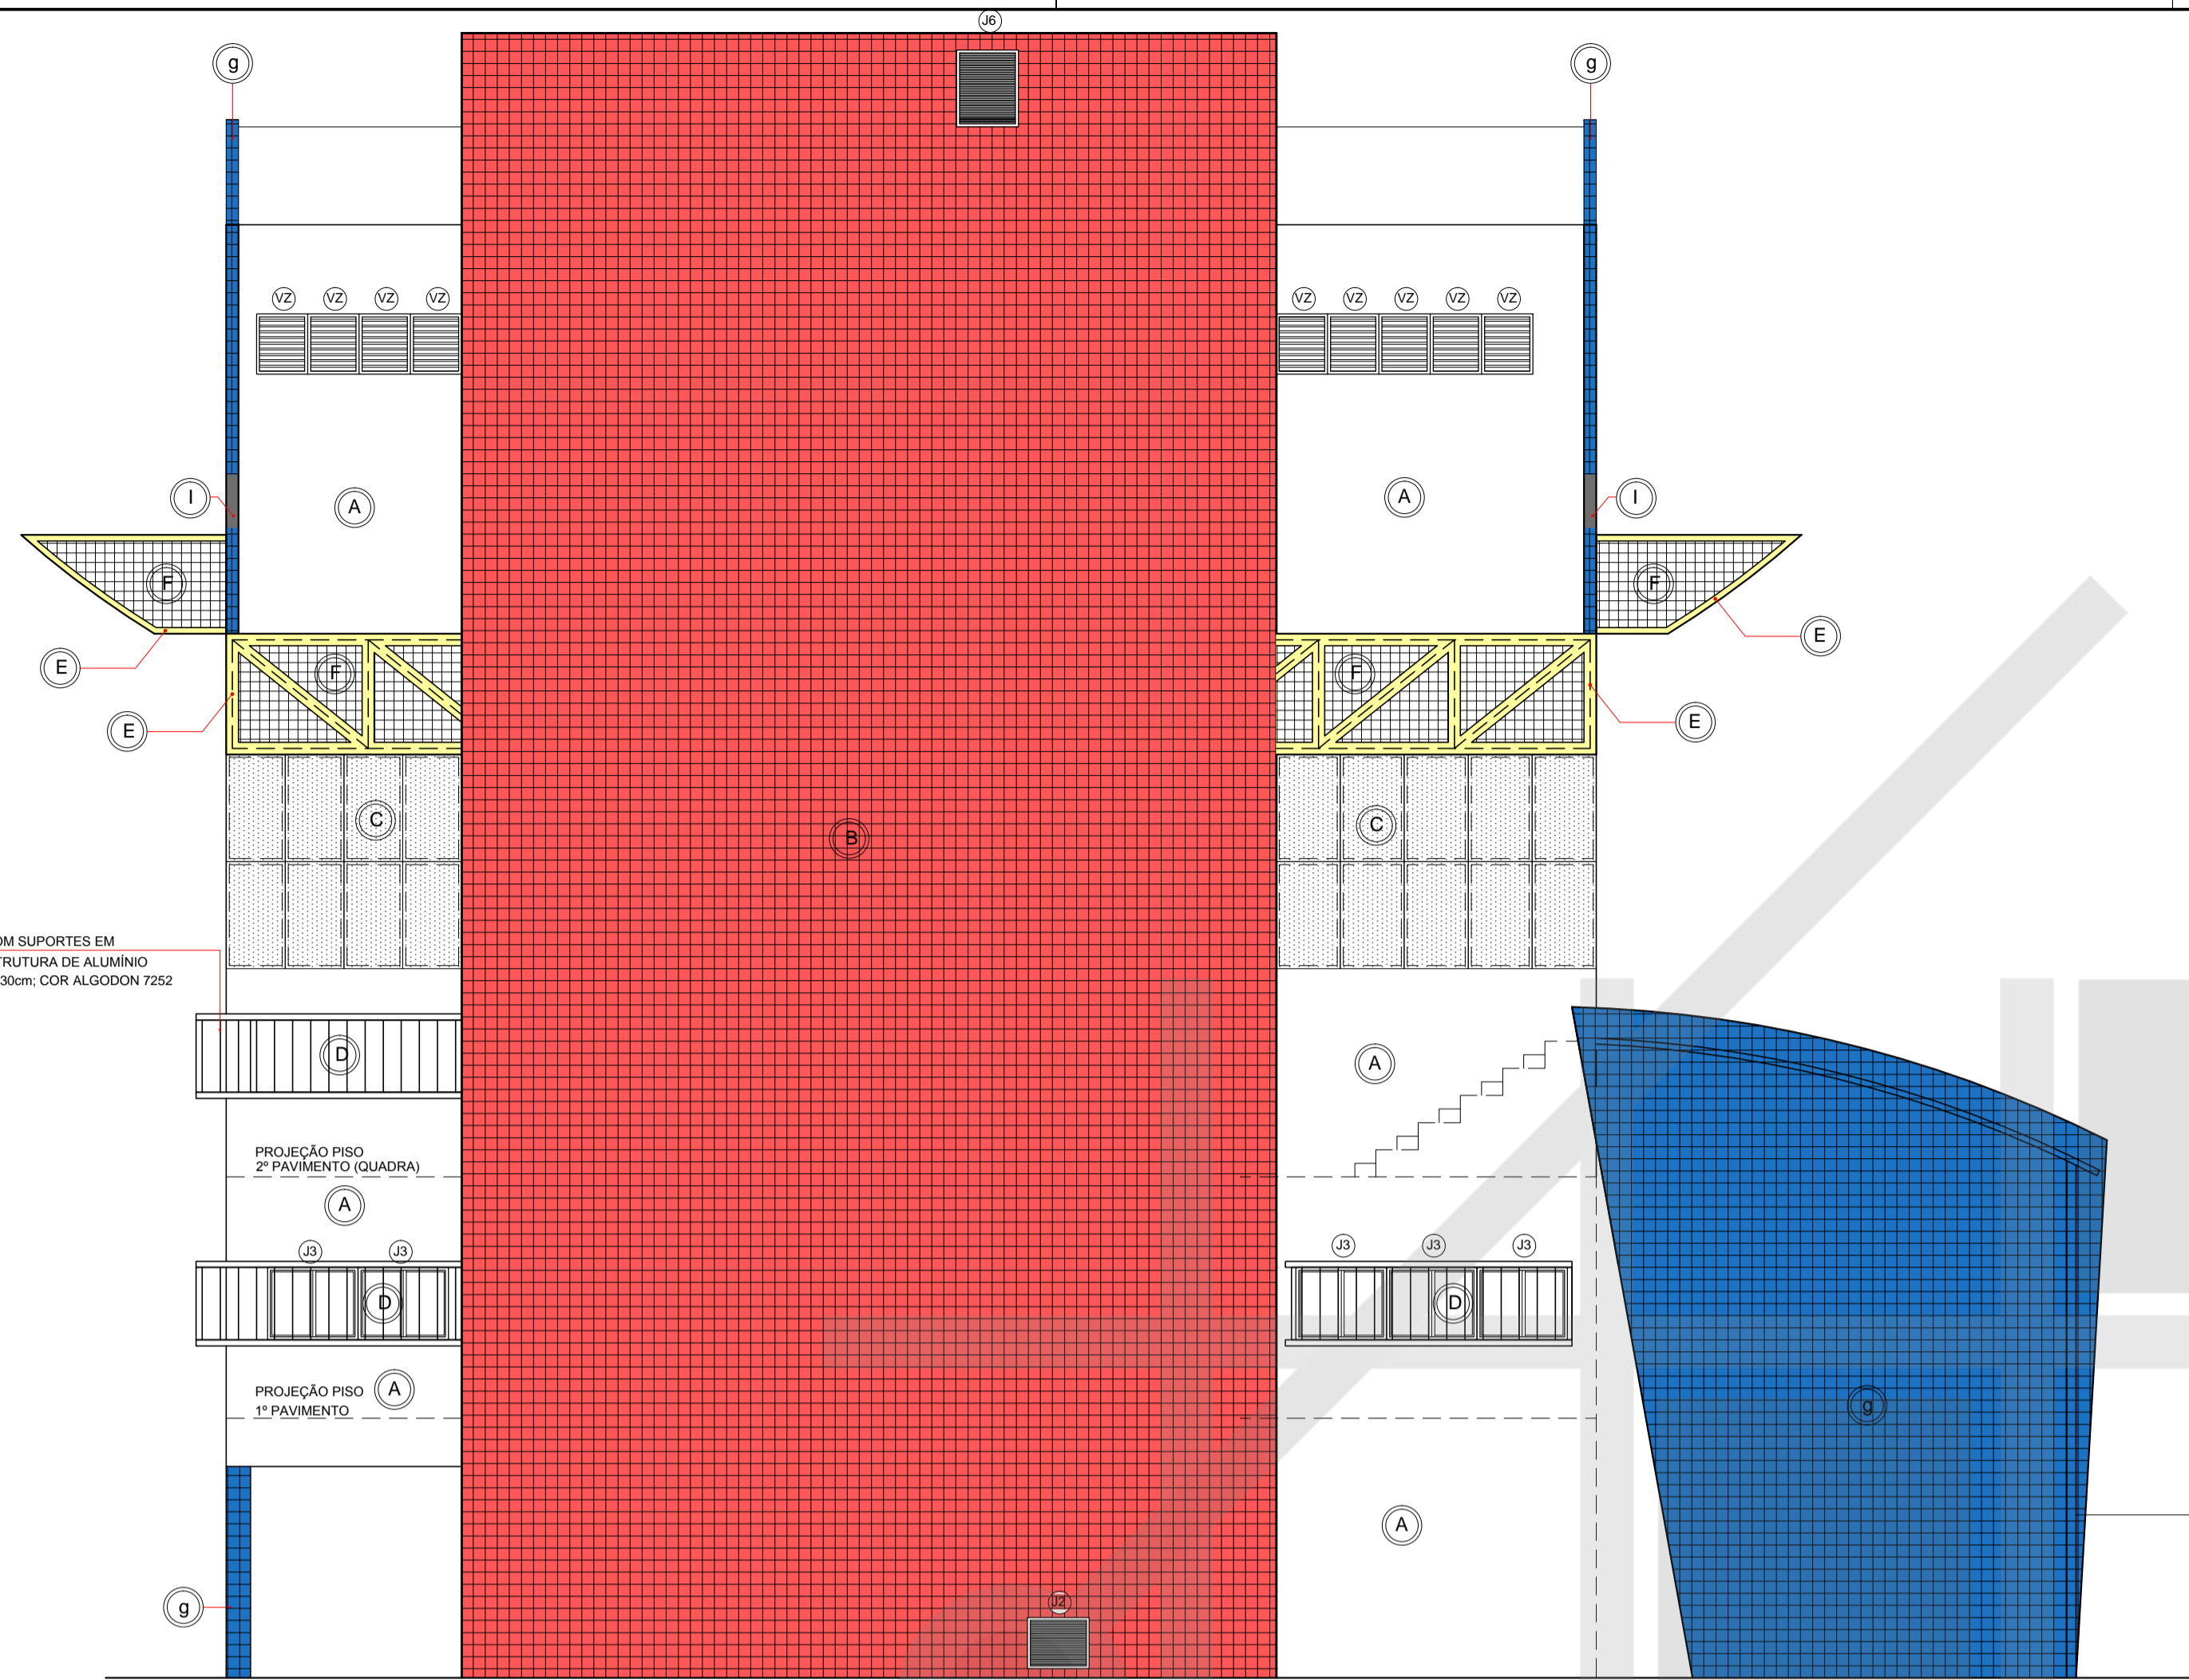 J6
g
g
VZ VZ VZ VZ
VZ VZ VZ VZ VZ
I
A
A
I
F
F
E
E
F
F
E
E
C
C
B
OM SUPORTES EM
TRUTURA DE ALUMÍNIO
30cm; COR ALGODON 7252
D
A
PROJEÇÃO PISO
2º PAVIMENTO (QUADRA)
A
J3 J3
J3 J3 J3
D
D
PROJEÇÃO PISO
1º PAVIMENTO
A
g
A
g
J2